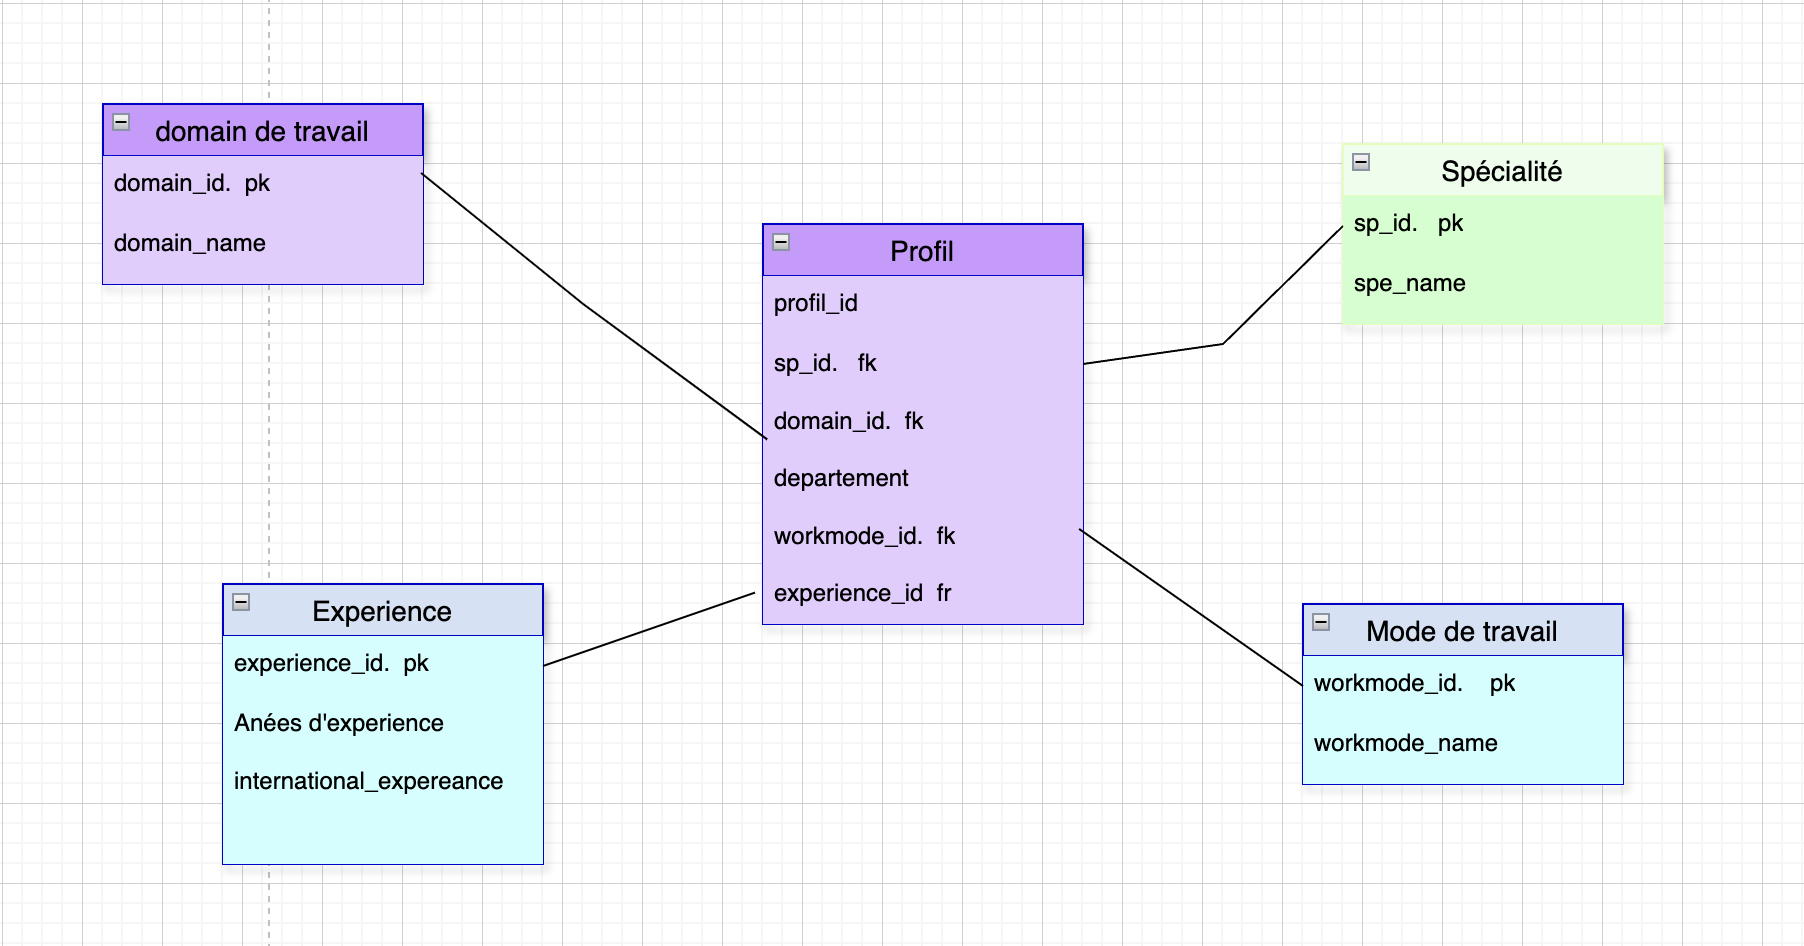 domain de travail
domain_id. pk
domain_name
Profil
profil_id
sp_id. fk
domain_id. fk
departement
workmode_id. fk
experience_id fr
Spécialité
sp_id. pk
spe_name
Experience
experience_id. pk
Anées d'experience
international_expereance
Mode de travail
workmode_id. pk
workmode_name